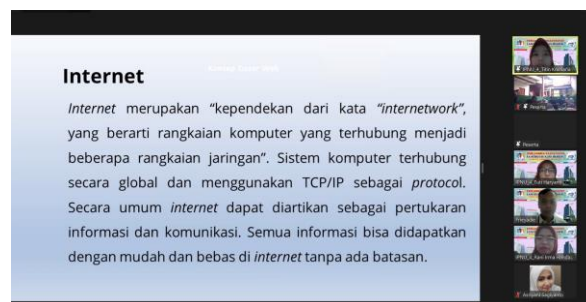 Internet
Internet merupakan “kependekan dari kata “internetwork”,
yang berarti rangkaian komputer yang terhubung menjadi
beberapa rangkaian jaringan”. Sistem komputer terhubung
secara global dan menggunakan TCP/IP sebagai protocol.
Secara umum internet dapat diartikan sebagai pertukaran
informasi dan komunikasi. Semua informasi bisa didapatkan
dengan mudah dan bebas di internet tanpa ada batasan.
Peserta
Peserta